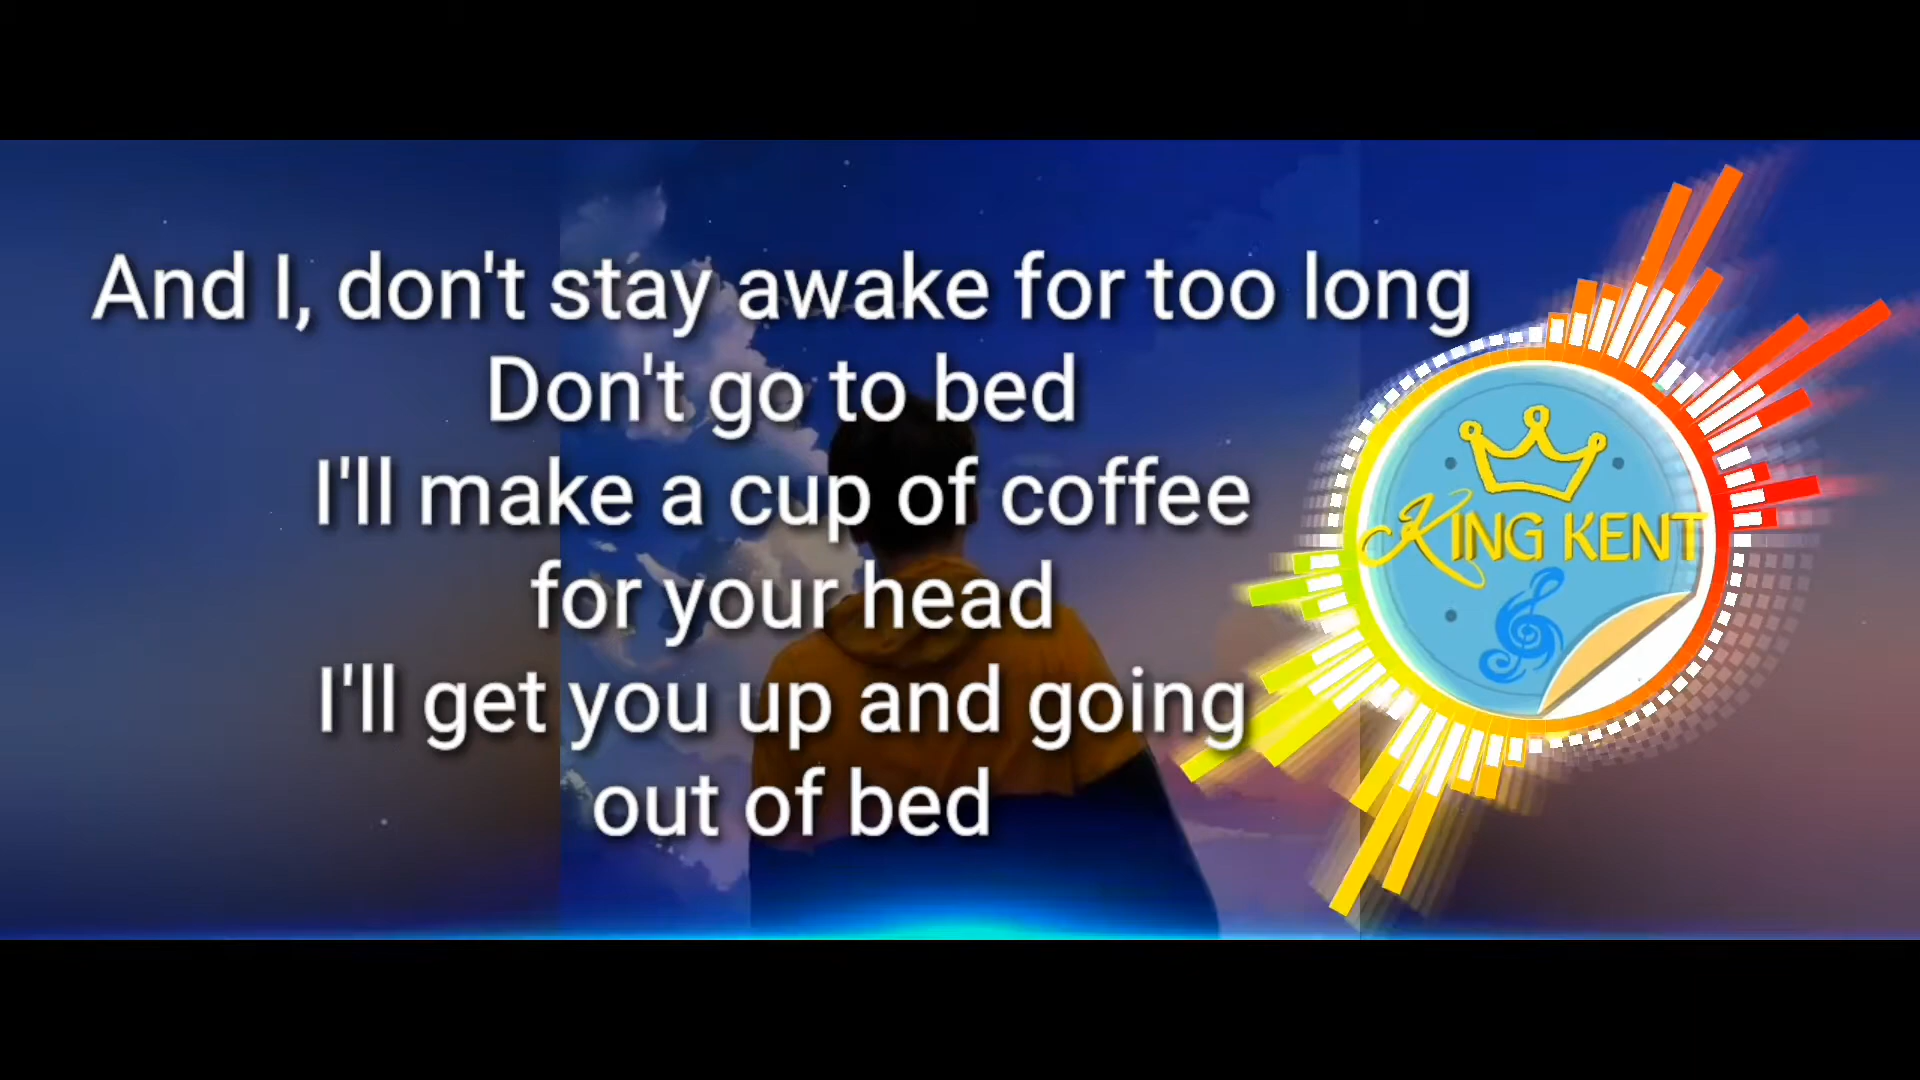 And I, don't stay awake for too long
Don't go to bed
I'll make a cup of coffee
for your head
I'll get you up and going
out of bed
KING KENT